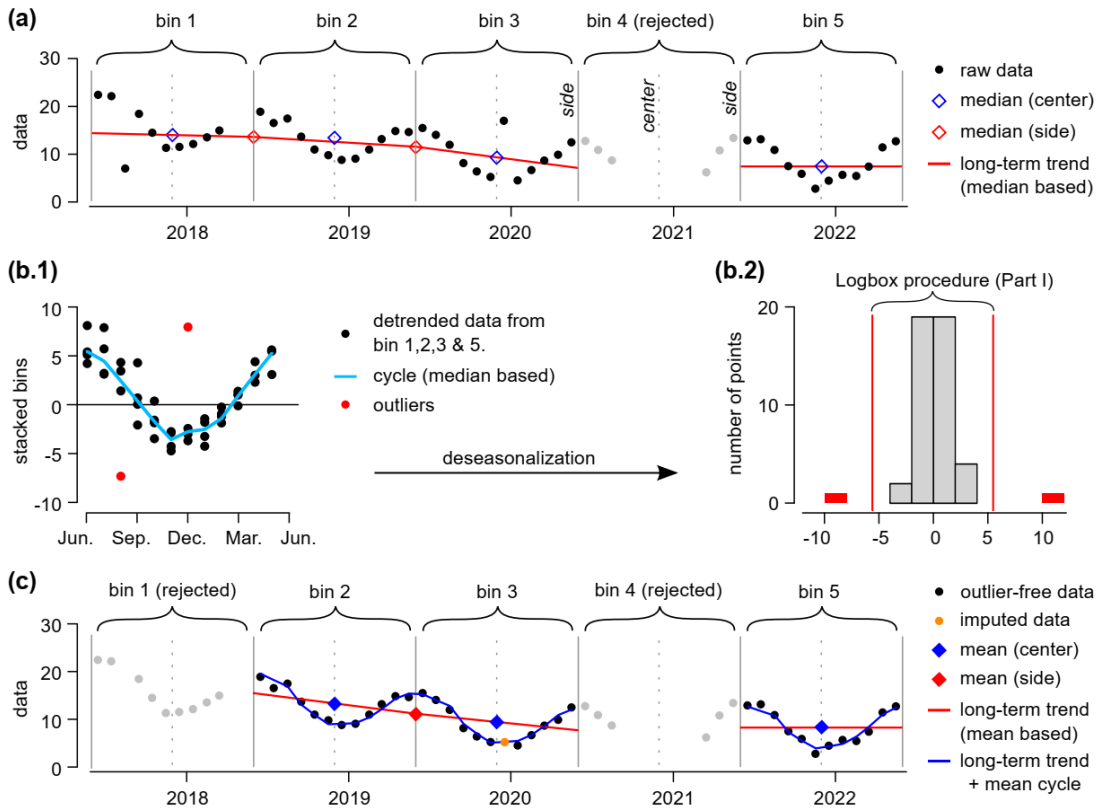 (a)
bin 1
bin 2
bin 3
bin 4 (rejected)
bin 5
30
20
10
0
data
side
center
side
2018
2019
2020
2021
2022
raw data
median (center)
median (side)
long-term trend
(median based)
(b.1)
10
5
0
-5
-10
stacked bins
Jun.
Sep.
Dec.
Mar.
Jun.
detrended data from
bin 1,2,3 & 5.
cycle (median based)
outliers
deseasonalization
(b.2)
Logbox procedure (Part I)
20
10
0
number of points
-10
-5
0
5
10
(c)
bin 1 (rejected)
bin 2
bin 3
bin 4 (rejected)
bin 5
30
20
10
0
data
2018
2019
2020
2021
2022
outlier-free data
imputed data
mean (center)
mean (side)
long-term trend
(mean based)
long-term trend
+ mean cycle